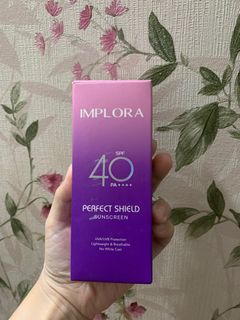 IMPLORA
SPF
40
PA++++
PERFECT SHIELD
SUNSCREEN
UVA/UVB Protection
Lightweight & Breathable
No White Cast